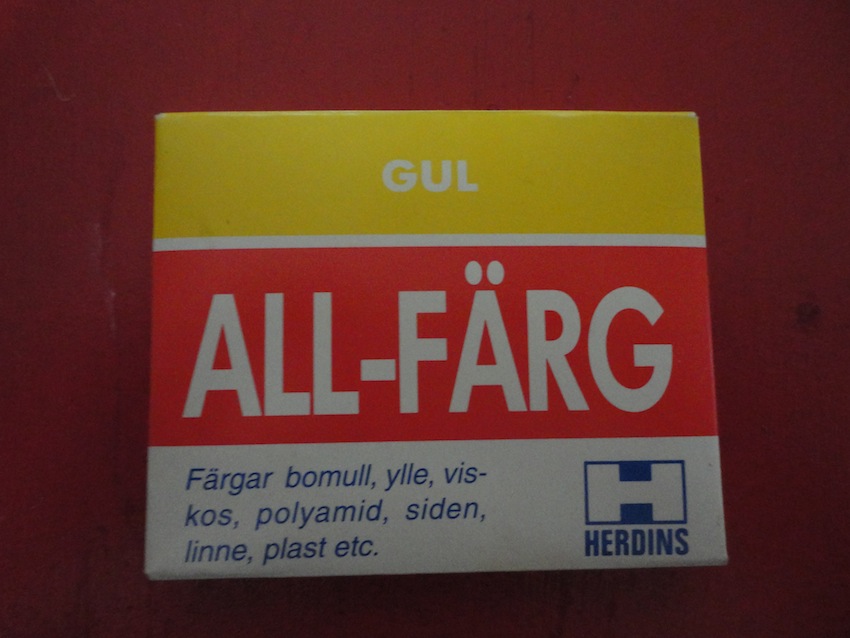 GUL
ALL-FÄRG
Färgar bomull, ylle, vis-
kos, polyamid, siden,
linne, plast etc.
H
HERDINS